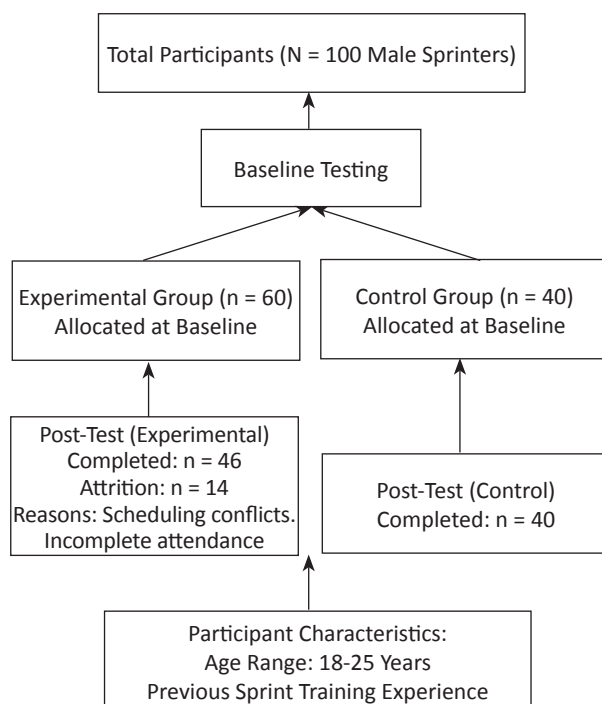 Total Participants (N = 100 Male Sprinters)
Baseline Testing
Experimental Group (n = 60)
Allocated at Baseline
Control Group (n = 40)
Allocated at Baseline
Post-Test (Experimental)
Completed: n = 46
Attrition: n = 14
Reasons: Scheduling conflicts.
Incomplete attendance
Post-Test (Control)
Completed: n = 40
Participant Characteristics:
Age Range: 18-25 Years
Previous Sprint Training Experience